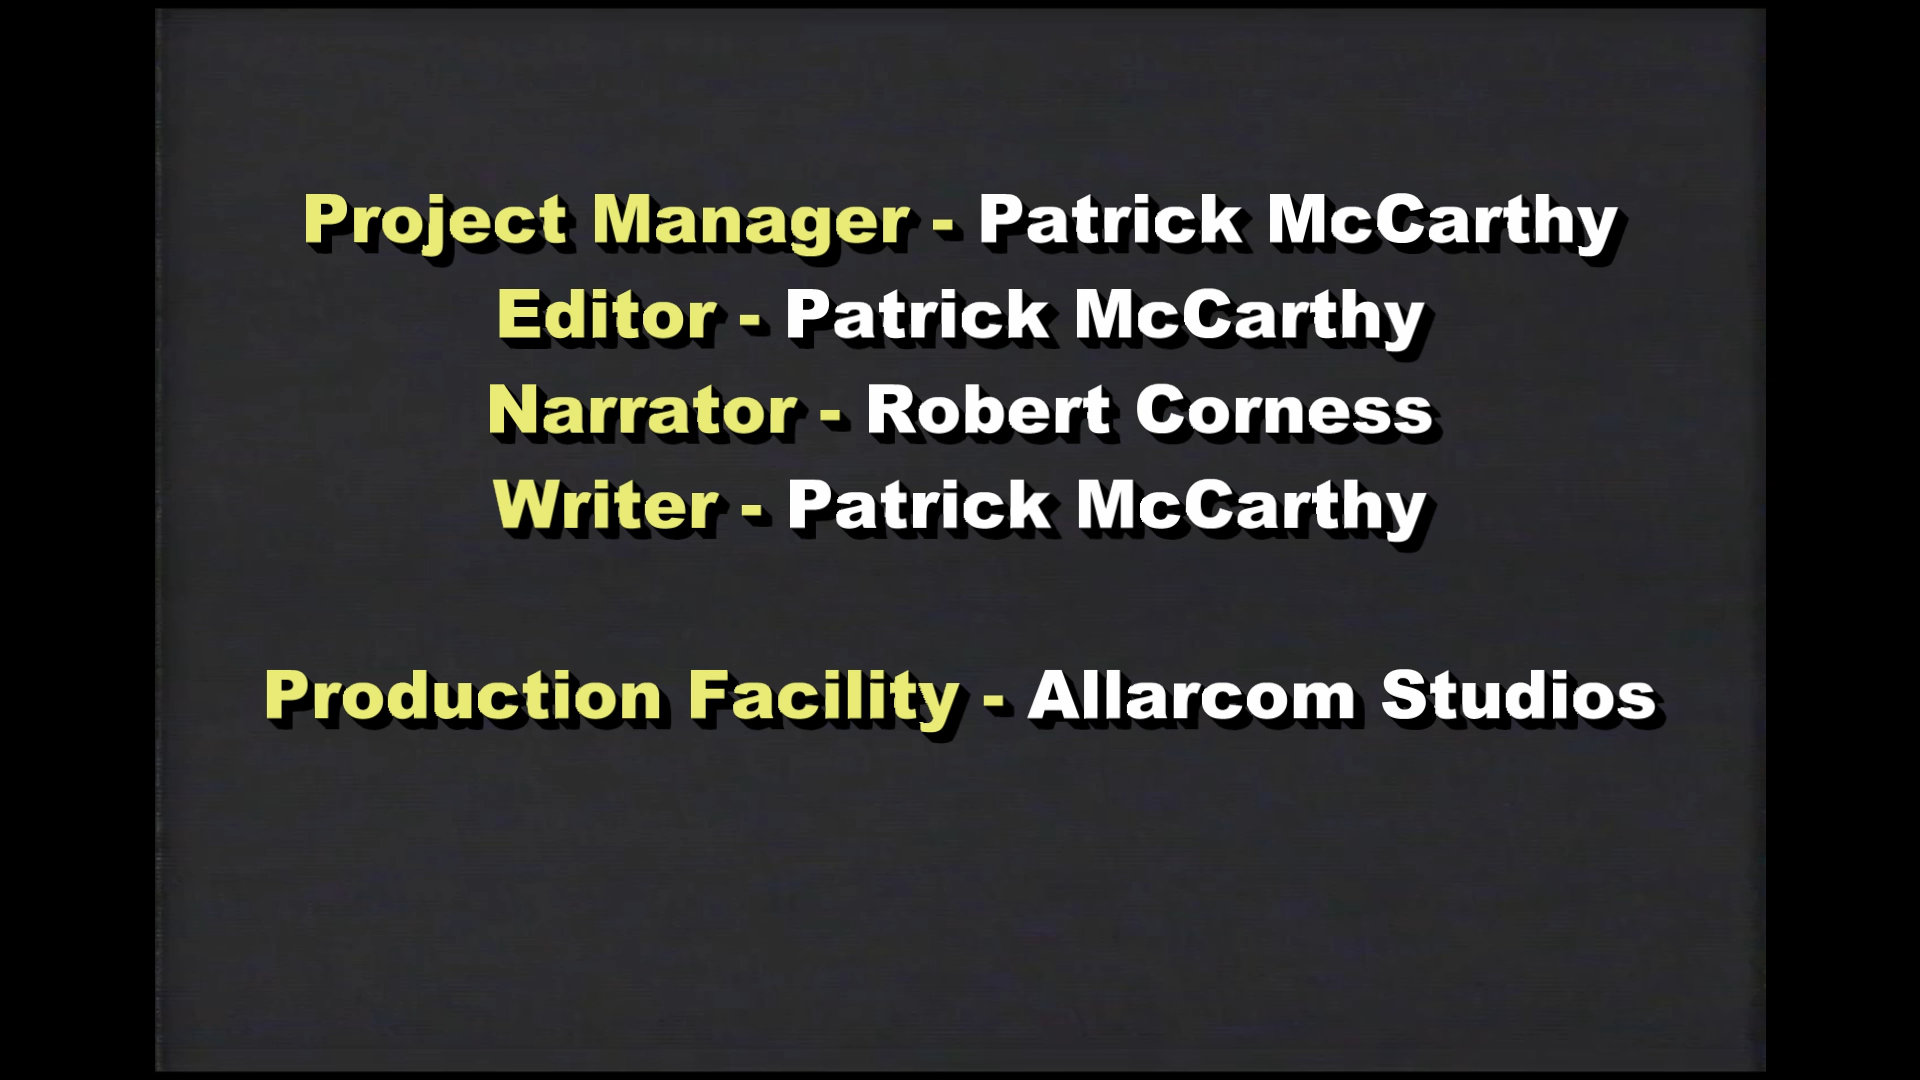 Project Manager - Patrick McCarthy
Editor - Patrick McCarthy
Narrator - Robert Corness
Writer - Patrick McCarthy
Production Facility - Allarcom Studios